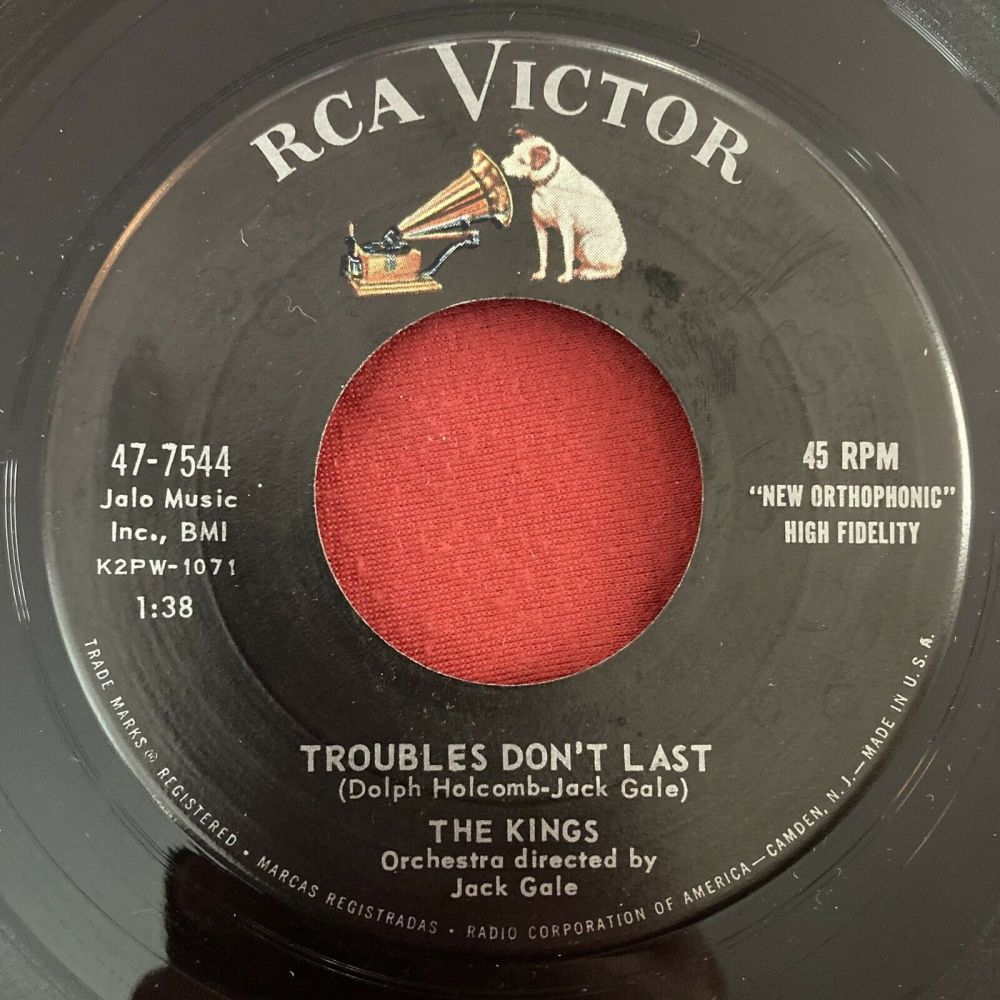 RCA VICTOR
47-7544
Jalo Music
Inc., BMI
K2PW-1071
1:38
45 RPM
"NEW ORTHOPHONIC"
HIGH FIDELITY
TROUBLES DON'T LAST
(Dolph Holcomb-Jack Gale)
THE KINGS
Orchestra directed by
Jack Gale
TRADE MARKS ® REGISTERED • MARCAS REGISTRADAS • RADIO CORPORATION OF AMERICA—CAMDEN, N. J.—MADE IN U. S. A.